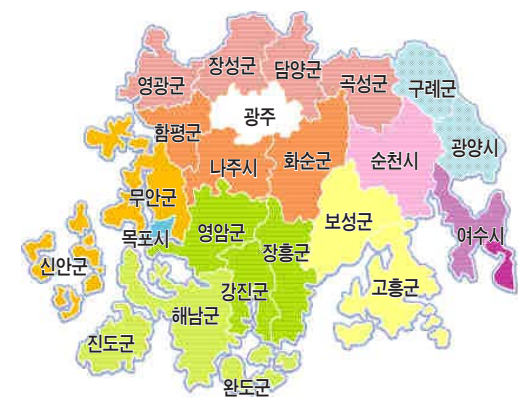 장성군
담양군
영광군
곡성군
구례군
광주
함평군
광양시
나주시
화순군
순천시
무안군
보성군
목포시
영암군
여수시
장흥군
신안군
강진군
고흥군
해남군
진도군
완도군